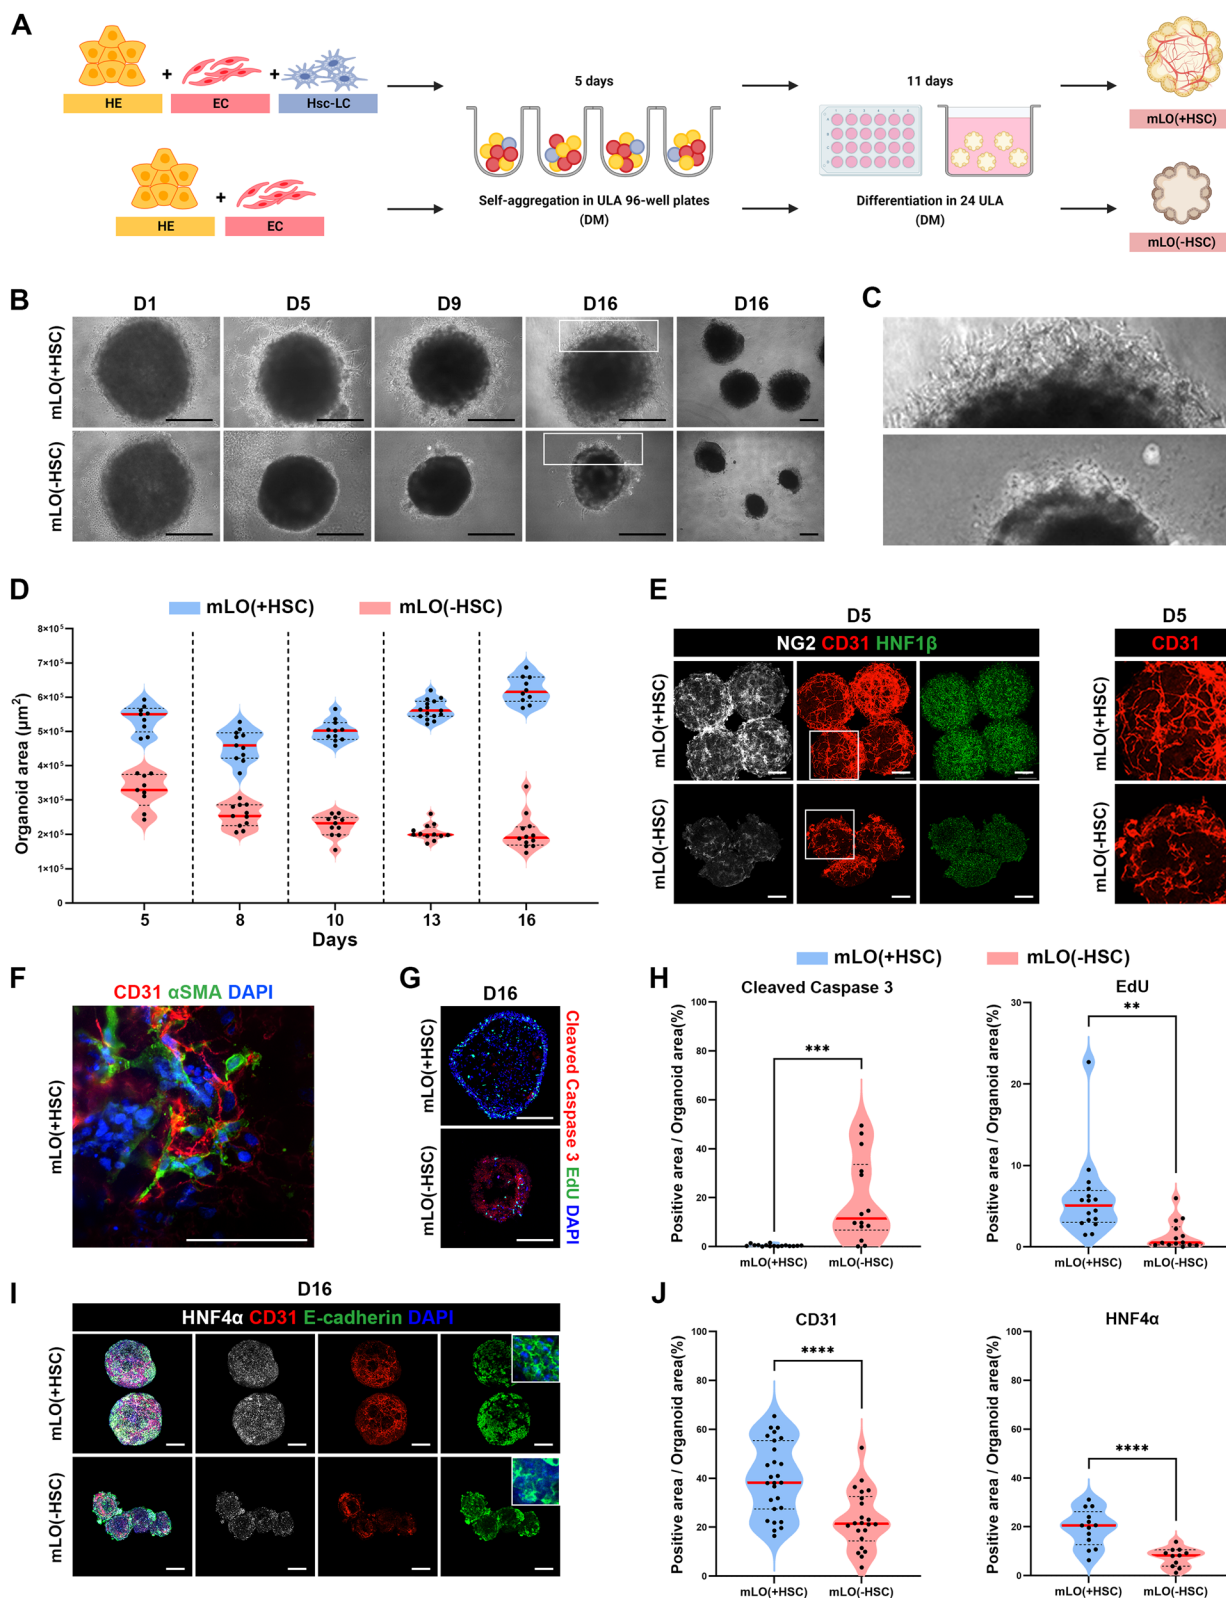 A
HE + EC + Hsc-LC
HE + EC
5 days
Self-aggregation in ULA 96-well plates
(DM)
11 days
Differentiation in 24 ULA
(DM)
mLO(+HSC)
mLO(-HSC)
B
D1 D5 D9 D16 D16
mLO(+HSC)
mLO(-HSC)
C
D
mLO(+HSC) mLO(-HSC)
Organoid area (µm²)
8×10⁵
7×10⁵
6×10⁵
5×10⁵
4×10⁵
3×10⁵
2×10⁵
1×10⁵
0
5 8 10 13 16
Days
E
D5 D5
NG2 CD31 HNF1β CD31
mLO(+HSC) mLO(+HSC)
mLO(-HSC) mLO(-HSC)
F
CD31 αSMA DAPI
mLO(+HSC)
G
D16
mLO(+HSC)
mLO(-HSC)
Cleaved Caspase 3 EdU DAPI
mLO(+HSC) mLO(-HSC)
H
Cleaved Caspase 3
Positive area / Organoid area(%)
100
80
60
40
20
0
***
mLO(+HSC) mLO(-HSC)
EdU
Positive area / Organoid area(%)
30
20
10
0
**
mLO(+HSC) mLO(-HSC)
I
D16
HNF4α CD31 E-cadherin DAPI
mLO(+HSC)
mLO(-HSC)
J
CD31
Positive area / Organoid area(%)
100
80
60
40
20
0
****
mLO(+HSC) mLO(-HSC)
HNF4α
Positive area / Organoid area(%)
100
80
60
40
20
0
****
mLO(+HSC) mLO(-HSC)